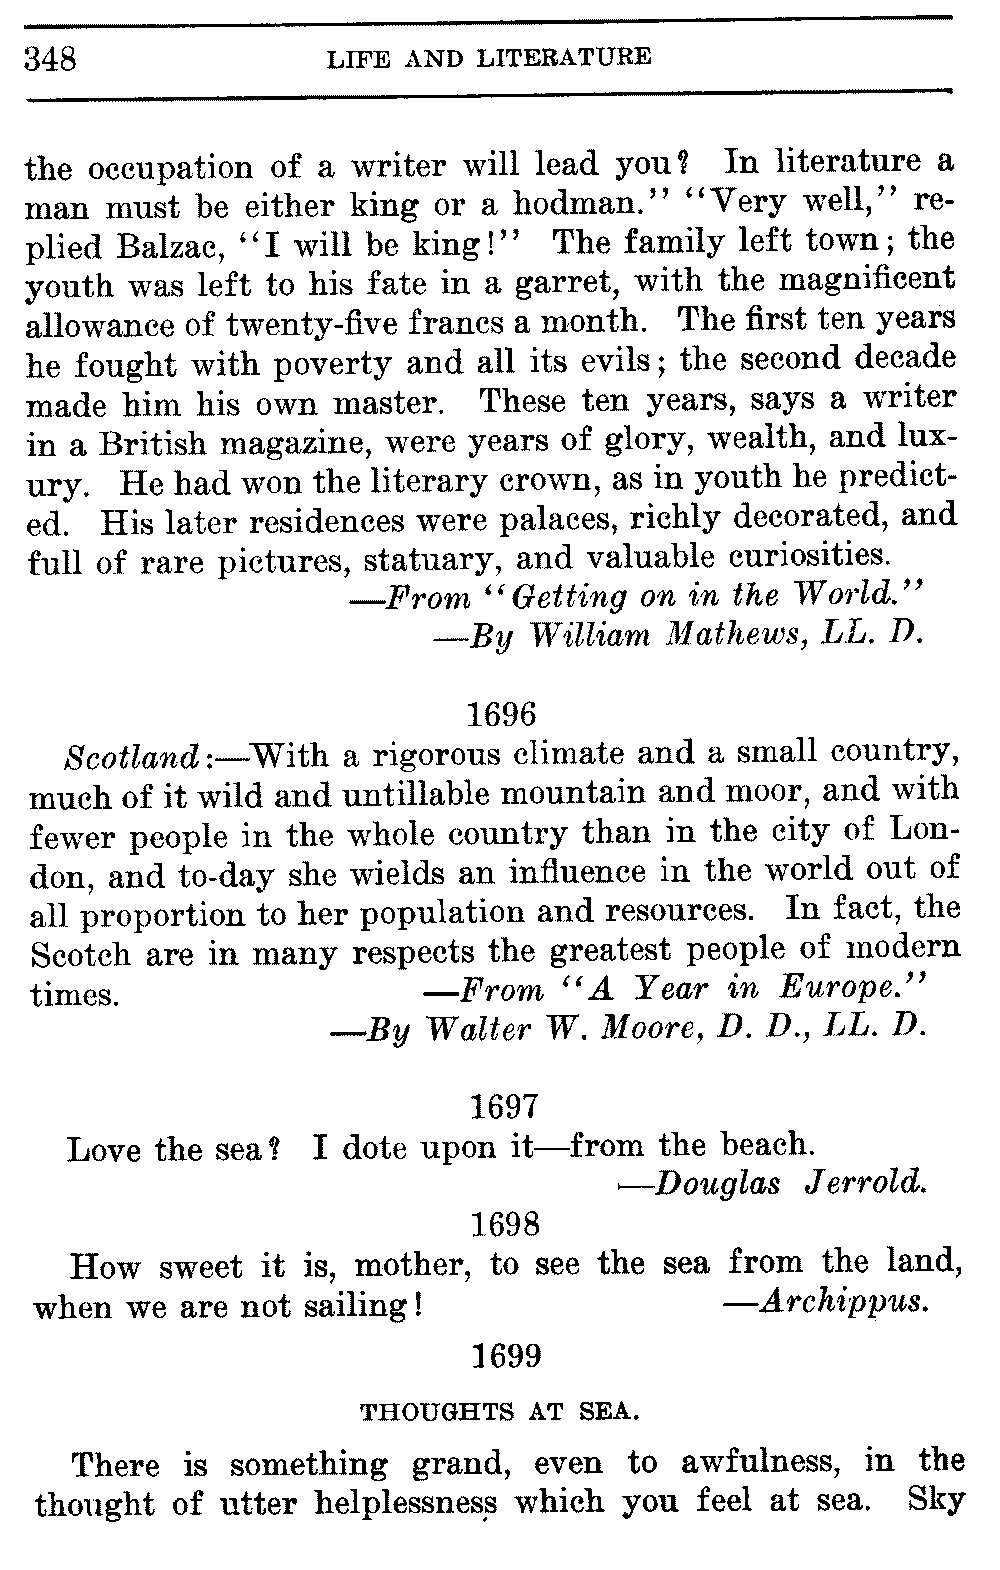 348 LIFE AND LITERATURE
the occupation of a writer will lead you? In literature a
man must be either king or a hodman.” “Very well,” re-
plied Balzac, “I will be king!” The family left town; the
youth was left to his fate in a garret, with the magnificent
allowance of twenty-five francs a month. The first ten years
he fought with poverty and all its evils; the second decade
made him his own master. These ten years, says a writer
in a British magazine, were years of glory, wealth, and lux-
ury. He had won the literary crown, as in youth he predict-
ed. His later residences were palaces, richly decorated, and
full of rare pictures, statuary, and valuable curiosities.
—From “Getting on in the World.”
—By William Mathews, LL. D.
1696
Scotland:—With a rigorous climate and a small country,
much of it wild and untillable mountain and moor, and with
fewer people in the whole country than in the city of Lon-
don, and to-day she wields an influence in the world out of
all proportion to her population and resources. In fact, the
Scotch are in many respects the greatest people of modern
times. —From “A Year in Europe.”
—By Walter W. Moore, D. D., LL. D.
1697
Love the sea? I dote upon it—from the beach.
—Douglas Jerrold.
1698
How sweet it is, mother, to see the sea from the land,
when we are not sailing! —Archippus.
1699
THOUGHTS AT SEA.
There is something grand, even to awfulness, in the
thought of utter helplessness which you feel at sea. Sky